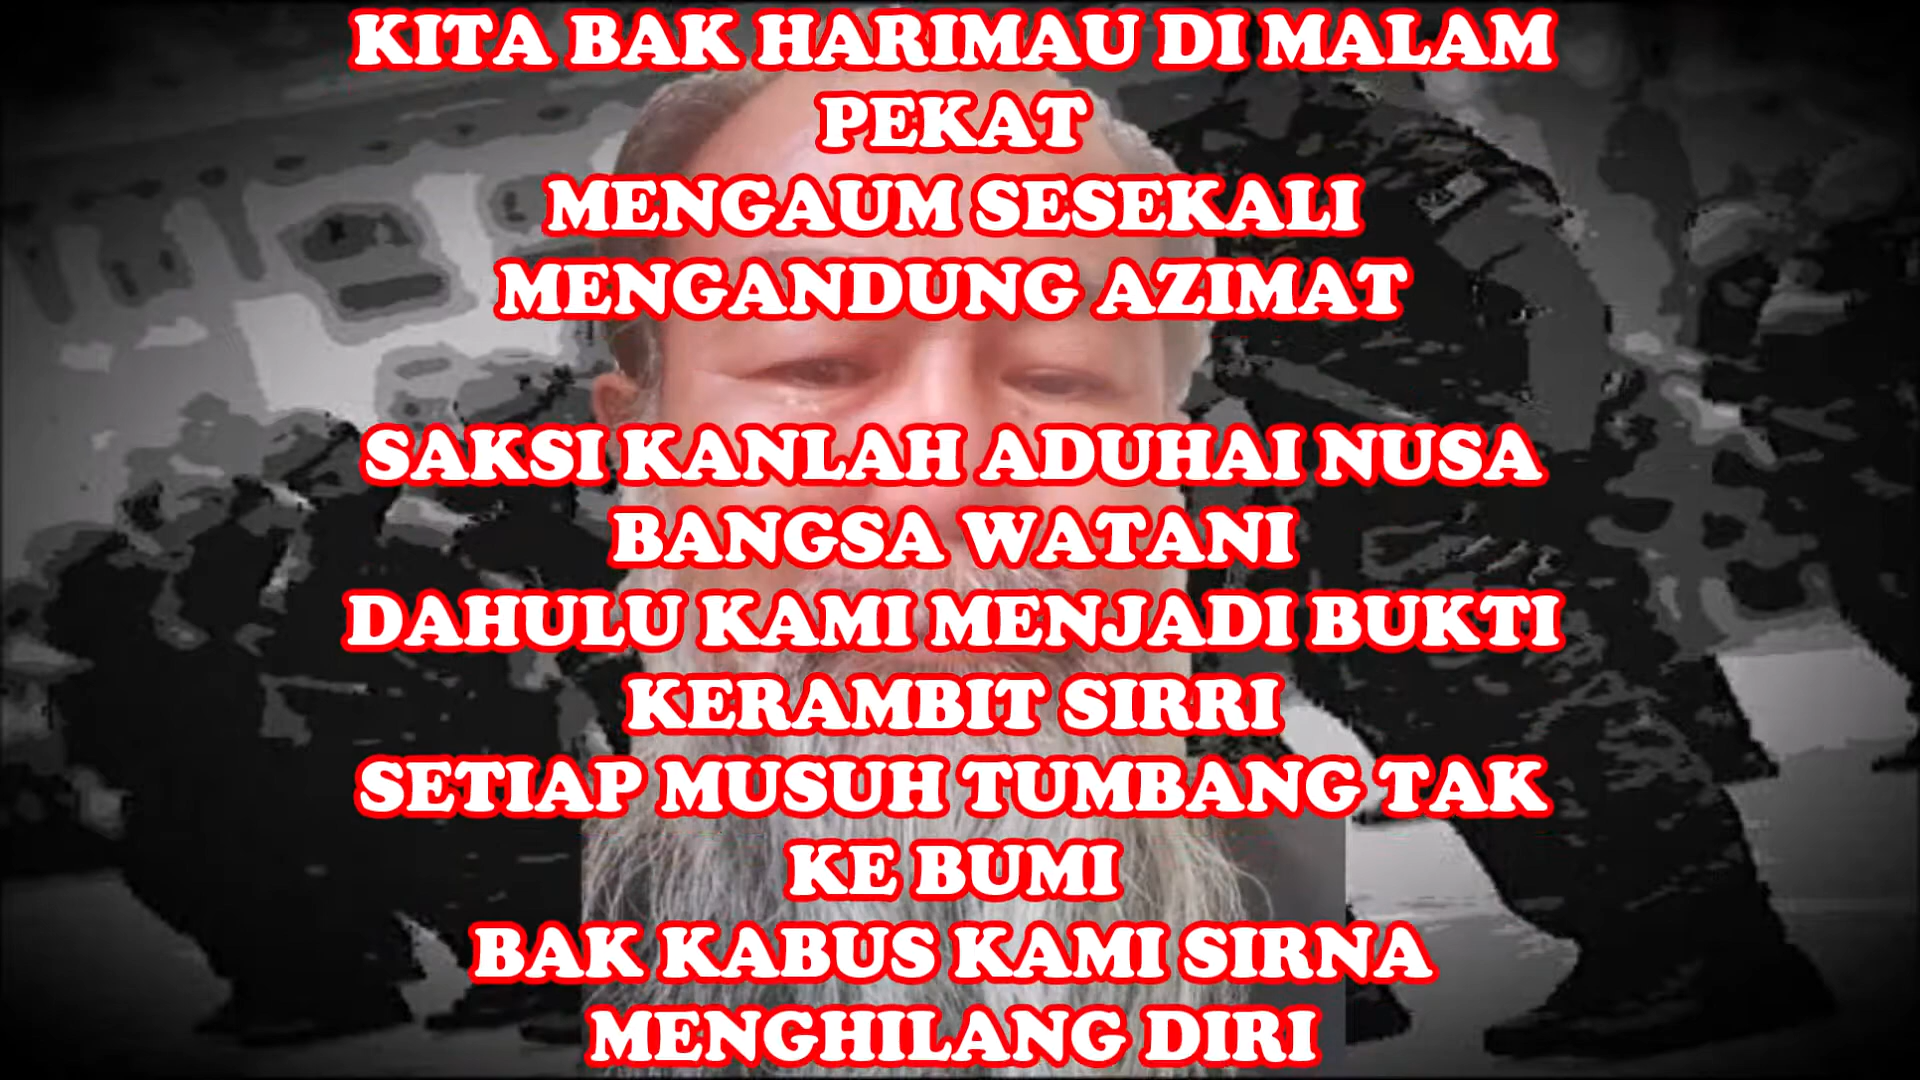 KITA BAK HARIMAU DI MALAM
PEKAT
MENGAUM SESEKALI
MENGANDUNG AZIMAT
SAKSI KANLAH ADUHAI NUSA
BANGSA WATANI
DAHULU KAMI MENJADI BUKTI
KERAMBIT SIRRI
SETIAP MUSUH TUMBANG TAK
KE BUMI
BAK KABUS KAMI SIRNA
MENGHILANG DIRI